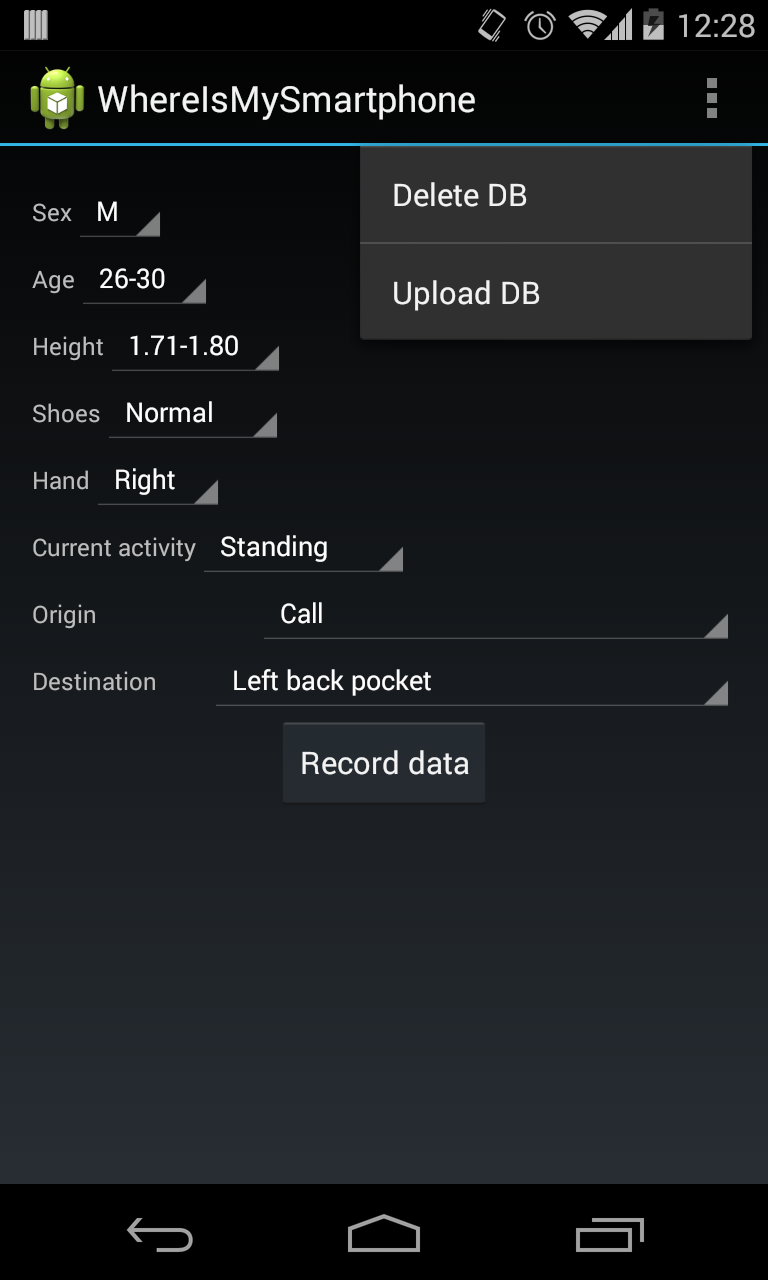 12:28
WhereIsMySmartphone
Delete DB
Upload DB
Sex M
Age 26-30
Height 1.71-1.80
Shoes Normal
Hand Right
Current activity Standing
Origin Call
Destination Left back pocket
Record data